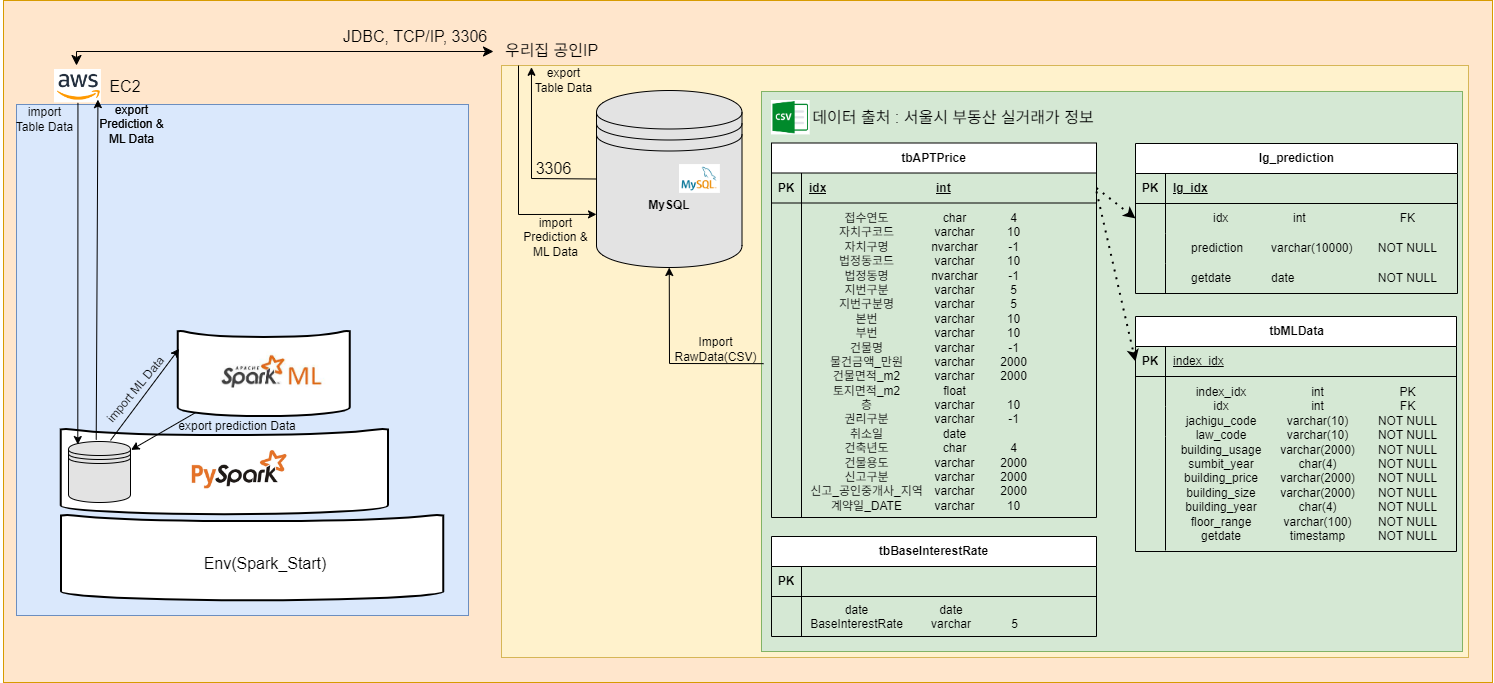 JDBC, TCP/IP, 3306
우리집 공인IP
aws
EC2
import
Table Data
export
Prediction &
ML Data
import ML Data
APACHE
Spark ML
export prediction Data
PySpark
Env(Spark_Start)
export
Table Data
3306
import
Prediction &
ML Data
MySQL
MySQL
Import
RawData(CSV)
CSV
데이터 출처 : 서울시 부동산 실거래가 정보
tbAPTPrice
PK idx int
접수연도 char 4
자치구코드 varchar 10
자치구명 nvarchar -1
법정동코드 varchar 10
법정동명 nvarchar -1
지번구분 varchar 5
지번구분명 varchar 5
본번 varchar 10
부번 varchar 10
건물명 varchar -1
물건금액_만원 varchar 2000
건물면적_m2 varchar 2000
토지면적_m2 float
층 varchar 10
권리구분 varchar -1
취소일 date
건축년도 char 4
건물용도 varchar 2000
신고구분 varchar 2000
신고_공인중개사_지역 varchar 2000
계약일_DATE varchar 10
tbBaseInterestRate
PK
date date
BaseInterestRate varchar 5
lg_prediction
PK lg_idx
idx int FK
prediction varchar(10000) NOT NULL
getdate date NOT NULL
tbMLData
PK index_idx
index_idx int PK
idx int FK
jachigu_code varchar(10) NOT NULL
law_code varchar(10) NOT NULL
building_usage varchar(2000) NOT NULL
sumbit_year char(4) NOT NULL
building_price varchar(2000) NOT NULL
building_size varchar(2000) NOT NULL
building_year char(4) NOT NULL
floor_range varchar(100) NOT NULL
getdate timestamp NOT NULL